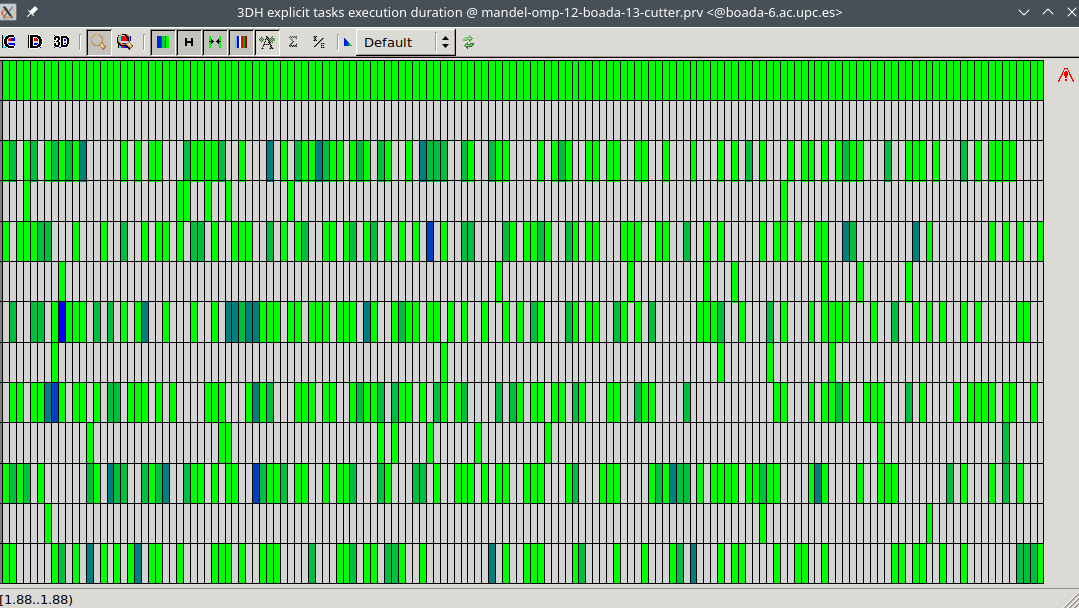 3DH explicit tasks execution duration @ mandel-omp-12-boada-13-cutter.prv <@boada-6.ac.upc.es>
3D Default
[1.88..1.88)